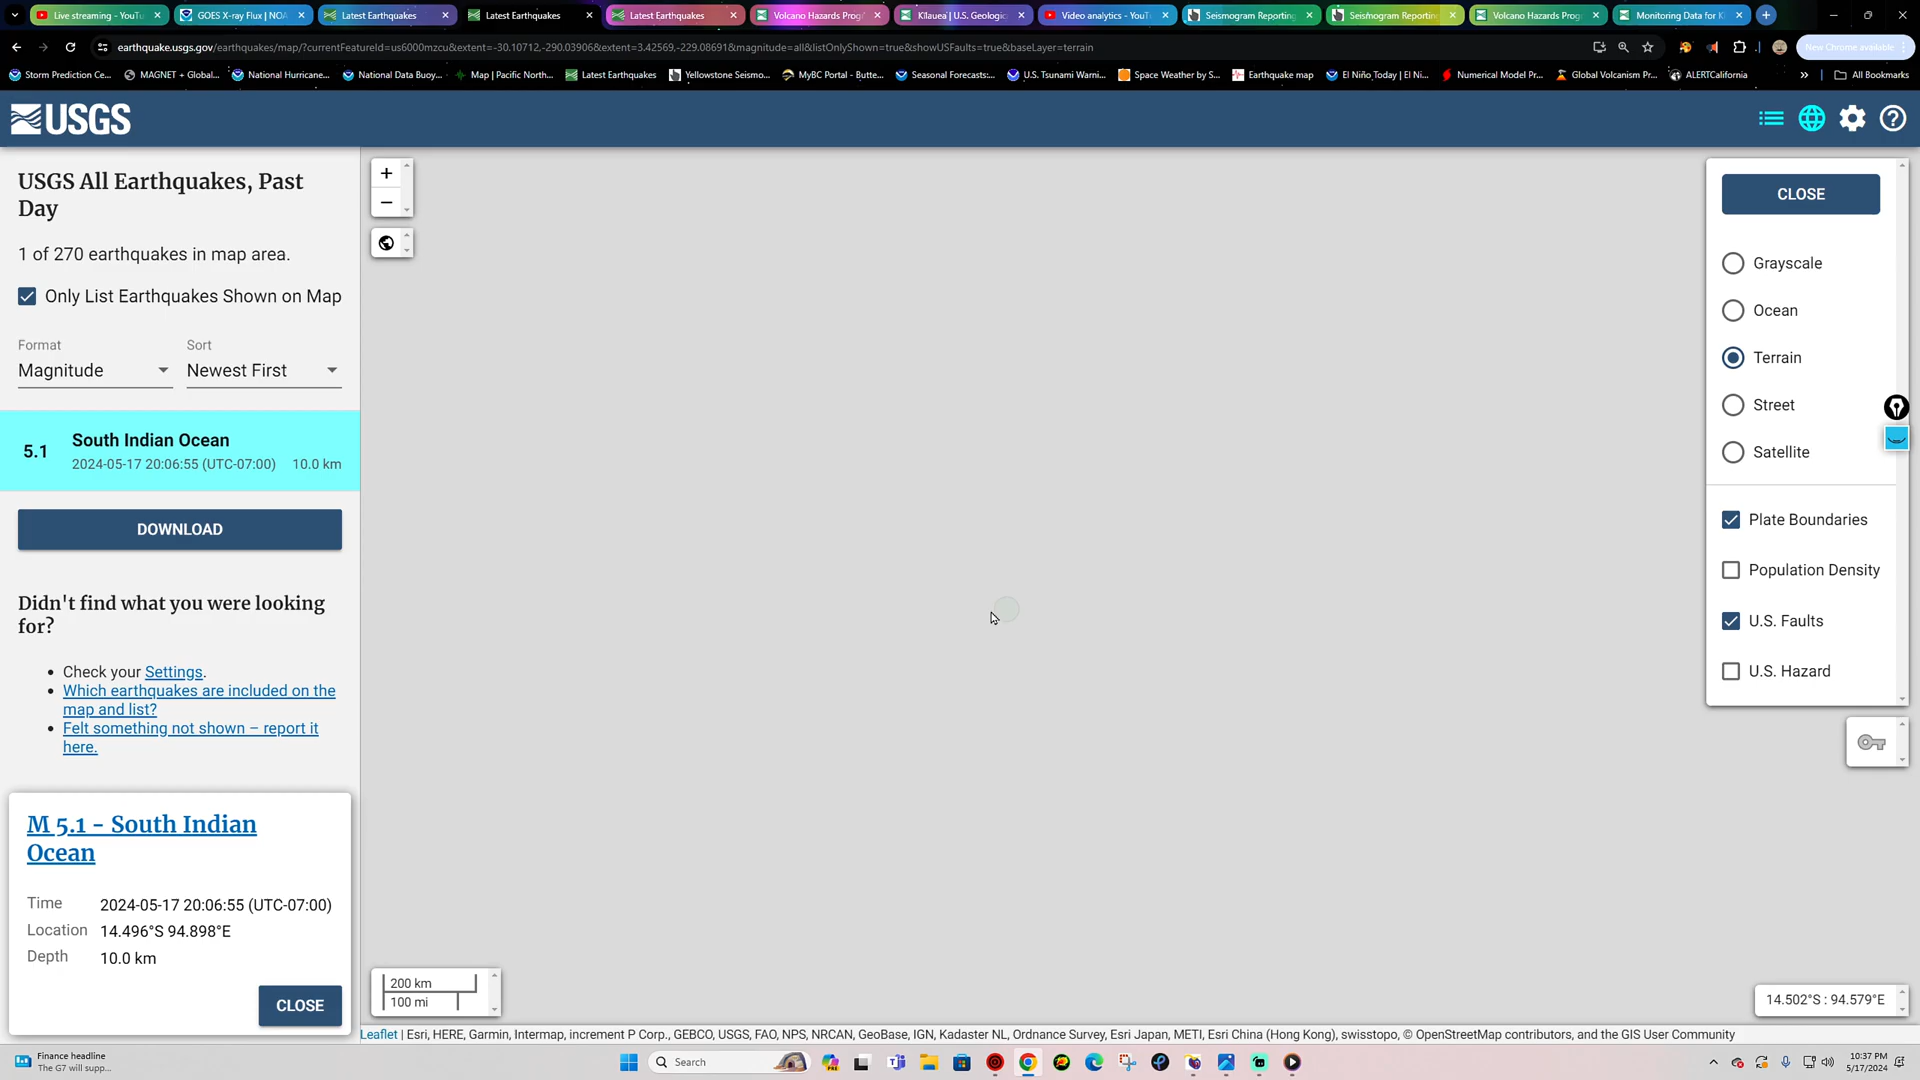 Live streaming - YouTu
GOES X-ray Flux | NOA
Latest Earthquakes
Latest Earthquakes
Latest Earthquakes
Volcano Hazards Progr
Kīlauea | U.S. Geologic
Video analytics - YouTu
Seismogram Reporting
Seismogram Reporting
Volcano Hazards Progr
Monitoring Data for K
earthquake.usgs.gov/earthquakes/map/?currentFeatureId=us6000mzcu&extent=-30.10712,-290.03906&extent=3.42569,-229.08691&magnitude=all&listOnlyShown=true&showUSFaults=true&baseLayer=terrain
New Chrome available
Storm Prediction Ce...
MAGNET + Global...
National Hurricane...
National Data Buoy...
Map | Pacific North...
Latest Earthquakes
Yellowstone Seismo...
MyBC Portal - Butte...
Seasonal Forecasts:...
U.S. Tsunami Warni...
Space Weather by S...
Earthquake map
El Niño Today | El Ni...
Numerical Model Pr...
Global Volcanism Pr...
ALERTCalifornia
All Bookmarks
USGS
USGS All Earthquakes, Past
Day
1 of 270 earthquakes in map area.
Only List Earthquakes Shown on Map
Format
Sort
Magnitude
Newest First
5.1
South Indian Ocean
2024-05-17 20:06:55 (UTC-07:00)
10.0 km
DOWNLOAD
Didn't find what you were looking
for?
Check your Settings.
Which earthquakes are included on the
map and list?
Felt something not shown – report it
here.
M 5.1 - South Indian
Ocean
Time
2024-05-17 20:06:55 (UTC-07:00)
Location
14.496°S 94.898°E
Depth
10.0 km
CLOSE
+
−
200 km
100 mi
CLOSE
Grayscale
Ocean
Terrain
Street
Satellite
Plate Boundaries
Population Density
U.S. Faults
U.S. Hazard
14.502°S : 94.579°E
Leaflet | Esri, HERE, Garmin, Intermap, increment P Corp., GEBCO, USGS, FAO, NPS, NRCAN, GeoBase, IGN, Kadaster NL, Ordnance Survey, Esri Japan, METI, Esri China (Hong Kong), swisstopo, © OpenStreetMap contributors, and the GIS User Community
Finance headline
The G7 will supp...
Search
10:37 PM
5/17/2024